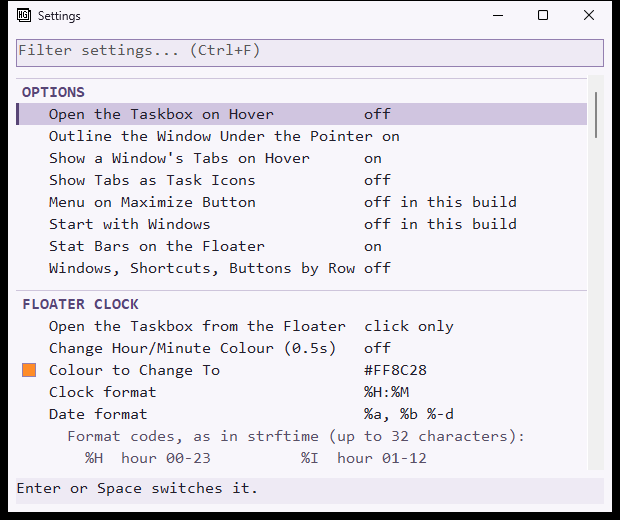 HG Settings
Filter settings... (Ctrl+F)
OPTIONS
Open the Taskbox on Hover off
Outline the Window Under the Pointer on
Show a Window's Tabs on Hover on
Show Tabs as Task Icons off
Menu on Maximize Button off in this build
Start with Windows off in this build
Stat Bars on the Floater on
Windows, Shortcuts, Buttons by Row off
FLOATER CLOCK
Open the Taskbox from the Floater click only
Change Hour/Minute Colour (0.5s) off
Colour to Change To #FF8C28
Clock format %H:%M
Date format %a, %b %-d
Format codes, as in strftime (up to 32 characters):
%H hour 00-23 %I hour 01-12
Enter or Space switches it.